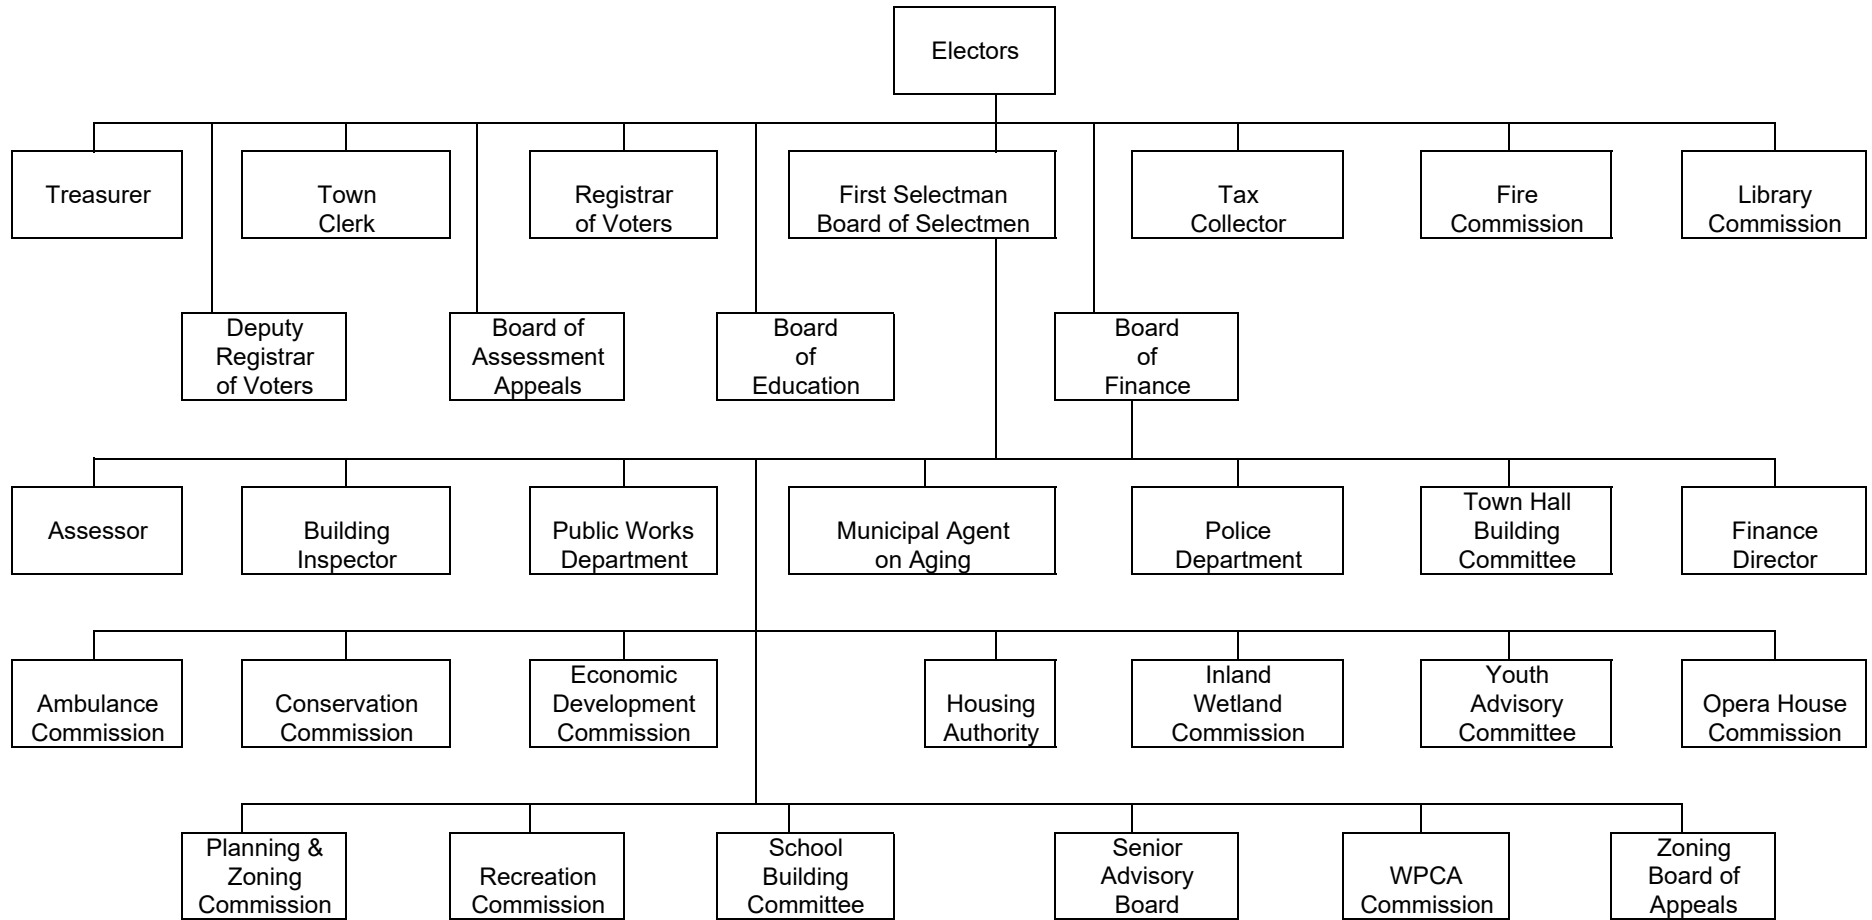 Electors
Treasurer
Town
Clerk
Registrar
of Voters
First Selectman
Board of Selectmen
Tax
Collector
Fire
Commission
Library
Commission
Deputy
Registrar
of Voters
Board of
Assessment
Appeals
Board
of
Education
Board
of
Finance
Assessor
Building
Inspector
Public Works
Department
Municipal Agent
on Aging
Police
Department
Town Hall
Building
Committee
Finance
Director
Ambulance
Commission
Conservation
Commission
Economic
Development
Commission
Housing
Authority
Inland
Wetland
Commission
Youth
Advisory
Committee
Opera House
Commission
Planning &
Zoning
Commission
Recreation
Commission
School
Building
Committee
Senior
Advisory
Board
WPCA
Commission
Zoning
Board of
Appeals